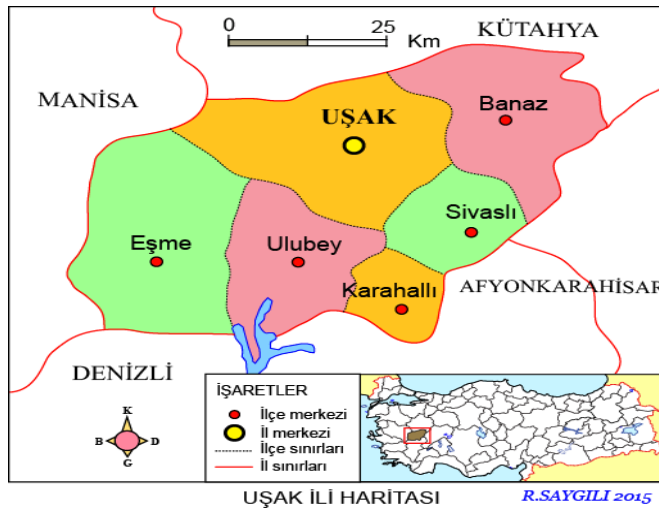 0 25
Km
KÜTAHYA
MANİSA
Banaz
UŞAK
Sivaslı
Eşme
Ulubey
Karahallı
AFYONKARAHİSAR
DENİZLİ
İŞARETLER
İlçe merkezi
İl merkezi
İlçe sınırları
İl sınırları
K
B D
G
UŞAK İLİ HARİTASI
R.SAYGILI 2015